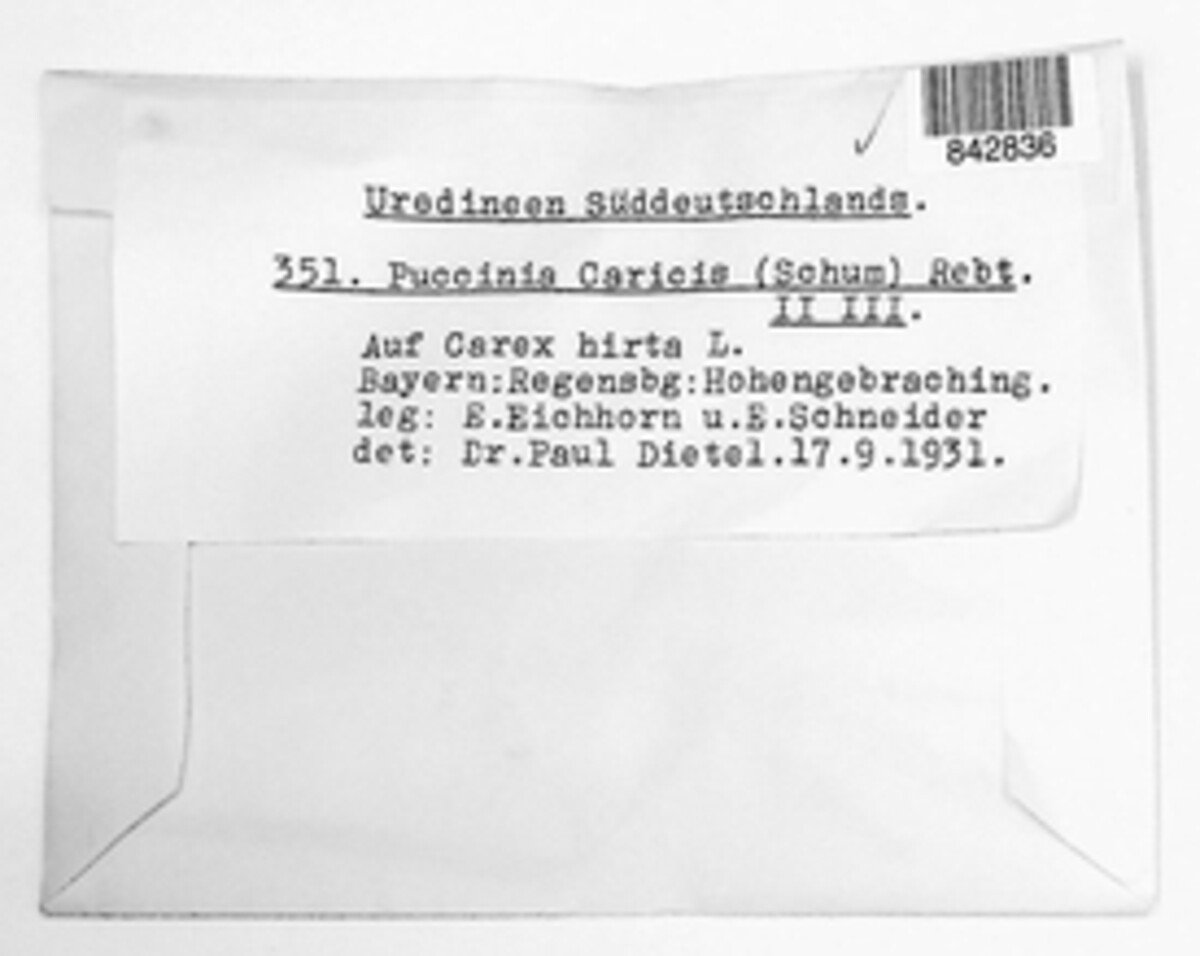 842836
Uredineen Süddeutschlands.
351. Puccinia Caricis (Schum) Rebt.
II III.
Auf Carex hirta L.
Bayern:Regensbg:Hohengebraching.
leg: E.Eichhorn u.E.Schneider
det: Dr.Paul Dietel.17.9.1931.